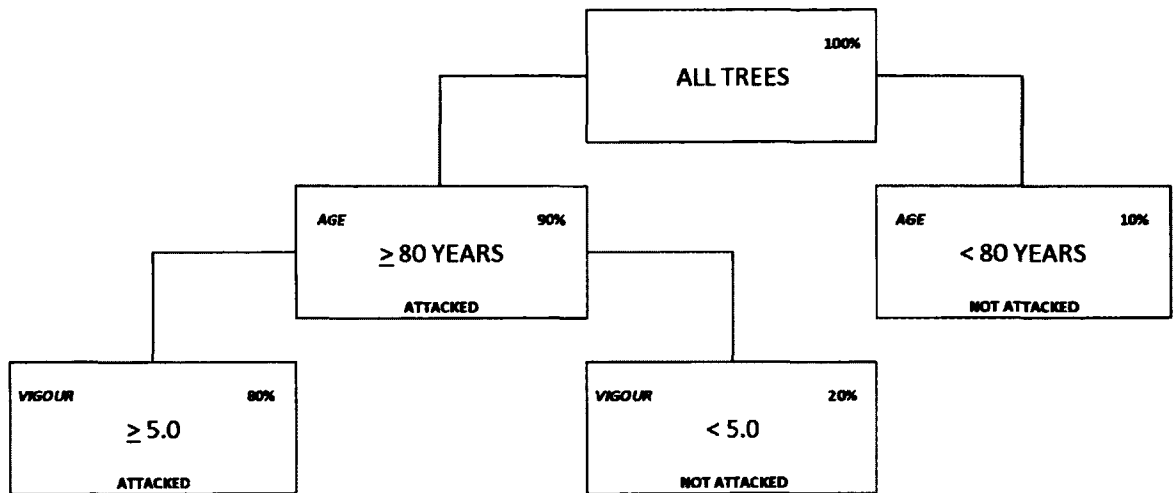 100%
ALL TREES
AGE 90%
≥ 80 YEARS
ATTACKED
AGE 10%
< 80 YEARS
NOT ATTACKED
VIGOUR 80%
≥ 5.0
ATTACKED
VIGOUR 20%
< 5.0
NOT ATTACKED